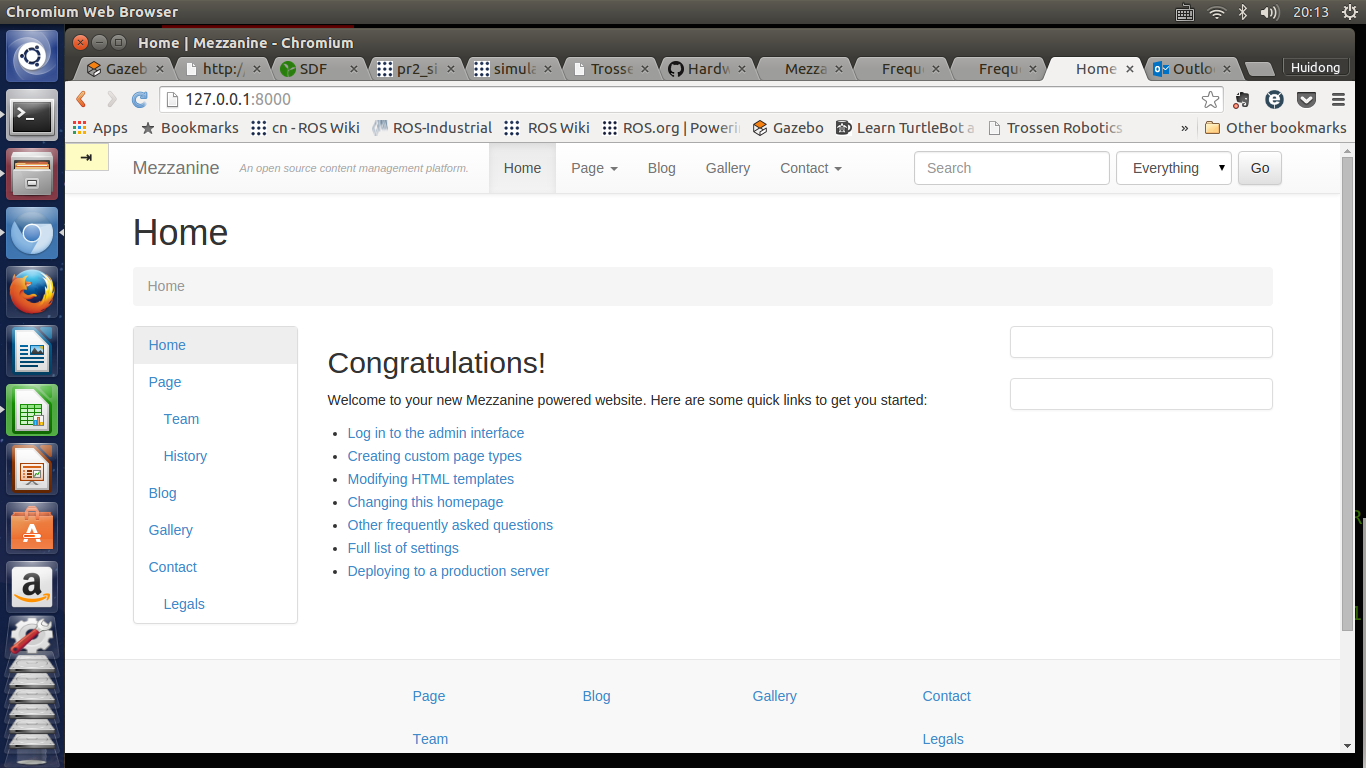 Chromium Web Browser
20:13
Home | Mezzanine - Chromium
Gazeb
http:/
SDF
pr2_si
simula
Trosse
Hardw
Mezza
Freque
Frequ
Home
Outlo
Huidong
127.0.0.1:8000
Apps
Bookmarks
cn - ROS Wiki
ROS-Industrial
ROS Wiki
ROS.org | Poweri
Gazebo
Learn TurtleBot a
Trossen Robotics
»
Other bookmarks
Mezzanine
An open source content management platform.
Home
Page
Blog
Gallery
Contact
Search
Everything
Go
Home
Home
Home
Page
Team
History
Blog
Gallery
Contact
Legals
Congratulations!
Welcome to your new Mezzanine powered website. Here are some quick links to get you started:
• Log in to the admin interface
• Creating custom page types
• Modifying HTML templates
• Changing this homepage
• Other frequently asked questions
• Full list of settings
• Deploying to a production server
Page
Blog
Gallery
Contact
Team
Legals